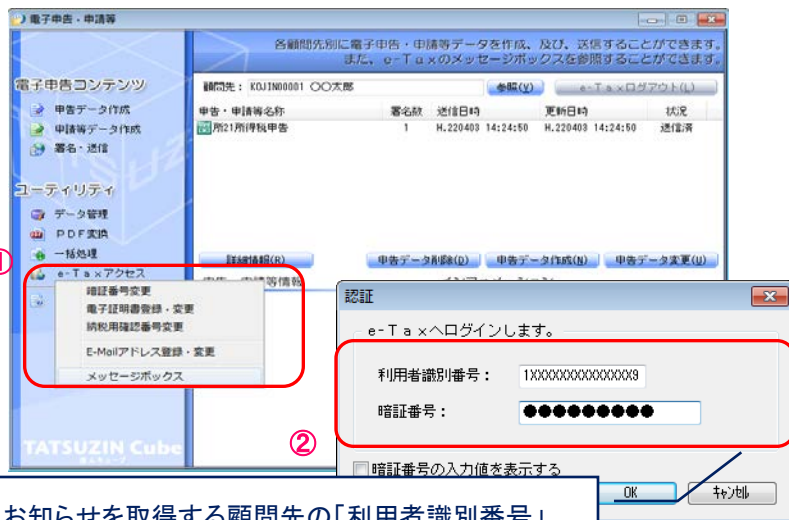 電子申告・申請等
各顧問先別に電子申告・申請等データを作成、及び、送信することができます。
また、e-Taxのメッセージボックスを参照することができます。
電子申告コンテンツ
申告データ作成
申請等データ作成
署名・送信
ユーティリティ
データ管理
PDF変換
一括処理
e-Taxアクセス
顧問先: KOJIN00001 〇〇太郎
参照(V)
e-Taxログアウト(L)
申告・申請等名称 署名数 送信日時 更新日時 状況
所21所得税申告 1 H.220403 14:24:50 H.220403 14:24:50 送信済
詳細情報(R) 申告データ削除(D) 申告データ作成(N) 申告データ変更(U)
①
暗証番号変更
電子証明書登録・変更
納税用確認番号変更
E-Mailアドレス登録・変更
メッセージボックス
TATSUZIN Cube
②
認証
e-Taxへログインします。
利用者識別番号: 1XXXXXXXXXXXXXX9
暗証番号: ●●●●●●●●●
暗証番号の入力値を表示する
OK キャンセル
お知らせを取得する顧問先の「利用者識別番号」